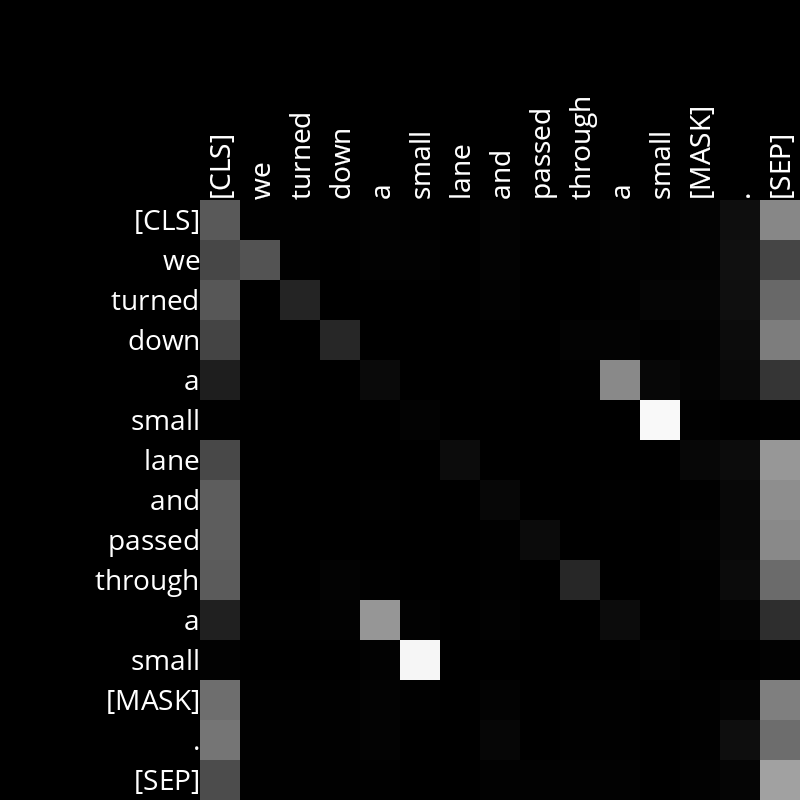 [CLS] we turned down a small lane and passed through a small [MASK] . [SEP]
[CLS]
we
turned
down
a
small
lane
and
passed
through
a
small
[MASK]
.
[SEP]